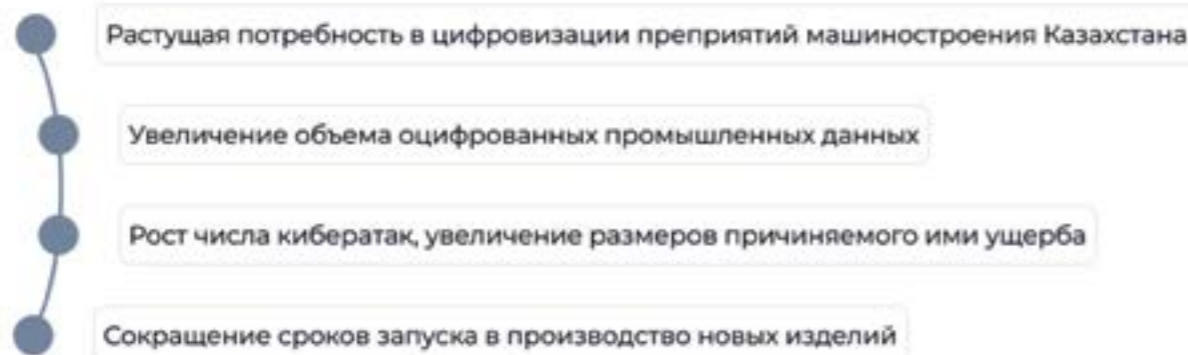 Растущая потребность в цифровизации преприятий машиностроения Казахстана
Увеличение объема оцифрованных промышленных данных
Рост числа кибератак, увеличение размеров причиняемого ими ущерба
Сокращение сроков запуска в производство новых изделий